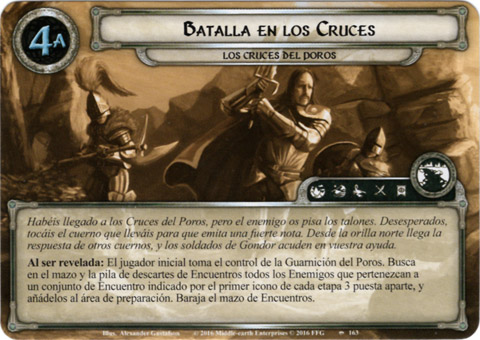 4A
BATALLA EN LOS CRUCES
LOS CRUCES DEL POROS
Habéis llegado a los Cruces del Poros, pero el enemigo os pisa los talones. Desesperados,
tocáis el cuerno que lleváis para que emita una fuerte nota. Desde la orilla norte llega la
respuesta de otros cuernos, y los soldados de Gondor acuden en vuestra ayuda.
Al ser revelada: El jugador inicial toma el control de la Guarnición del Poros. Busca
en el mazo y la pila de descartes de Encuentros todos los Enemigos que pertenezcan a
un conjunto de Encuentro indicado por el primer icono de cada etapa 3 puesta aparte, y
añádelos al área de preparación. Baraja el mazo de Encuentros.
Ilus. Alexandr Gustafson © 2016 Middle-earth Enterprises © 2016 FFG 163